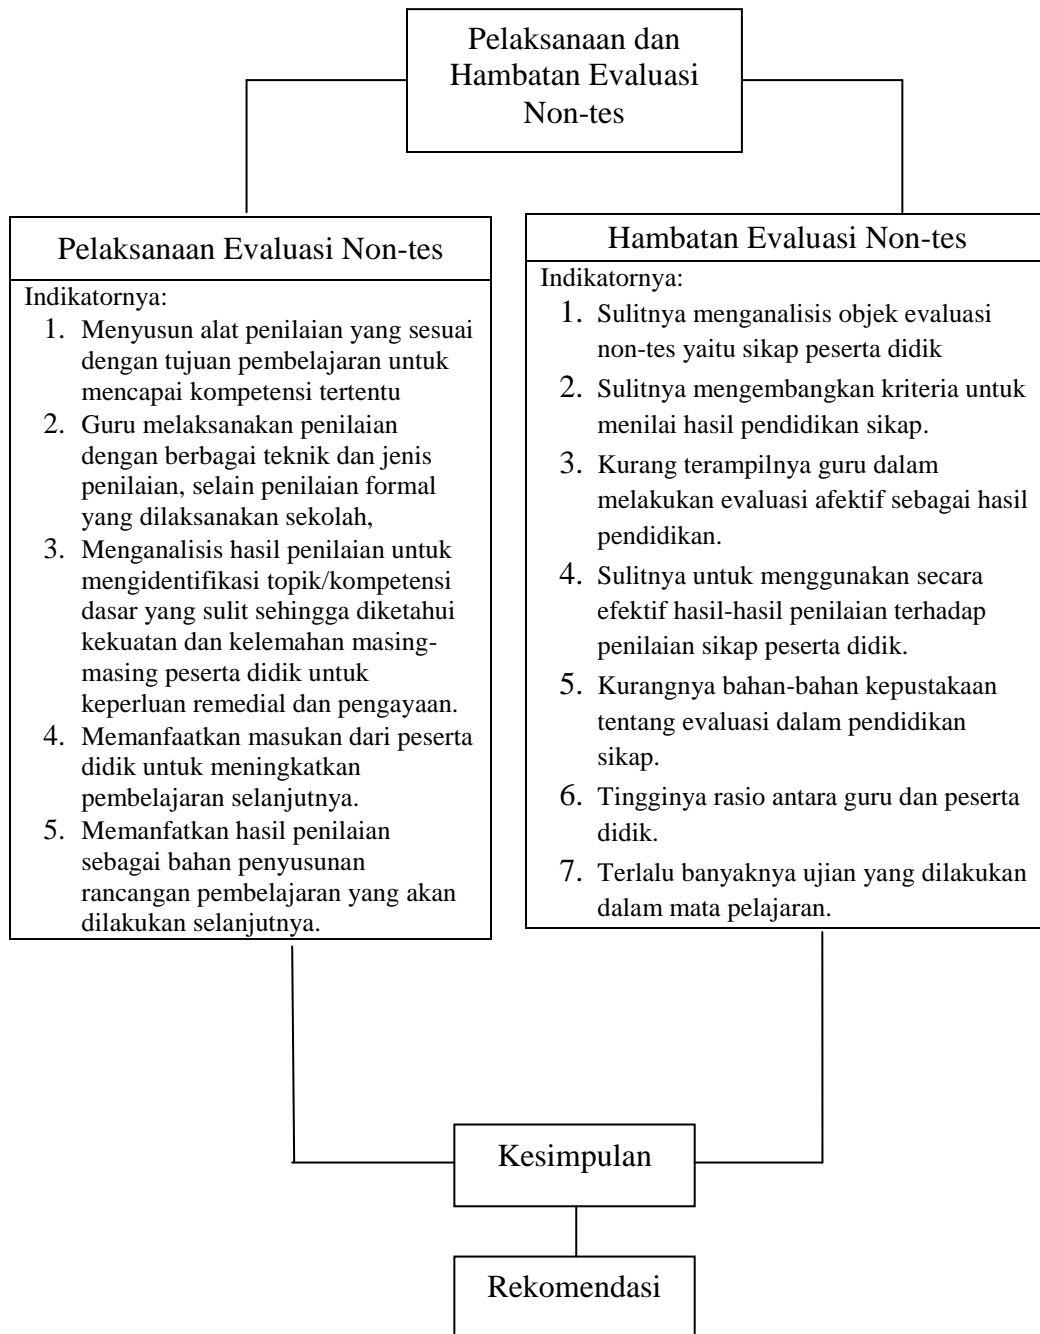 Pelaksanaan dan
Hambatan Evaluasi
Non-tes
Pelaksanaan Evaluasi Non-tes
Indikatornya:
1. Menyusun alat penilaian yang sesuai
dengan tujuan pembelajaran untuk
mencapai kompetensi tertentu
2. Guru melaksanakan penilaian
dengan berbagai teknik dan jenis
penilaian, selain penilaian formal
yang dilaksanakan sekolah,
3. Menganalisis hasil penilaian untuk
mengidentifikasi topik/kompetensi
dasar yang sulit sehingga diketahui
kekuatan dan kelemahan masing-
masing peserta didik untuk
keperluan remedial dan pengayaan.
4. Memanfaatkan masukan dari peserta
didik untuk meningkatkan
pembelajaran selanjutnya.
5. Memanfatkan hasil penilaian
sebagai bahan penyusunan
rancangan pembelajaran yang akan
dilakukan selanjutnya.
Hambatan Evaluasi Non-tes
Indikatornya:
1. Sulitnya menganalisis objek evaluasi
non-tes yaitu sikap peserta didik
2. Sulitnya mengembangkan kriteria untuk
menilai hasil pendidikan sikap.
3. Kurang terampilnya guru dalam
melakukan evaluasi afektif sebagai hasil
pendidikan.
4. Sulitnya untuk menggunakan secara
efektif hasil-hasil penilaian terhadap
penilaian sikap peserta didik.
5. Kurangnya bahan-bahan kepustakaan
tentang evaluasi dalam pendidikan
sikap.
6. Tingginya rasio antara guru dan peserta
didik.
7. Terlalu banyaknya ujian yang dilakukan
dalam mata pelajaran.
Kesimpulan
Rekomendasi